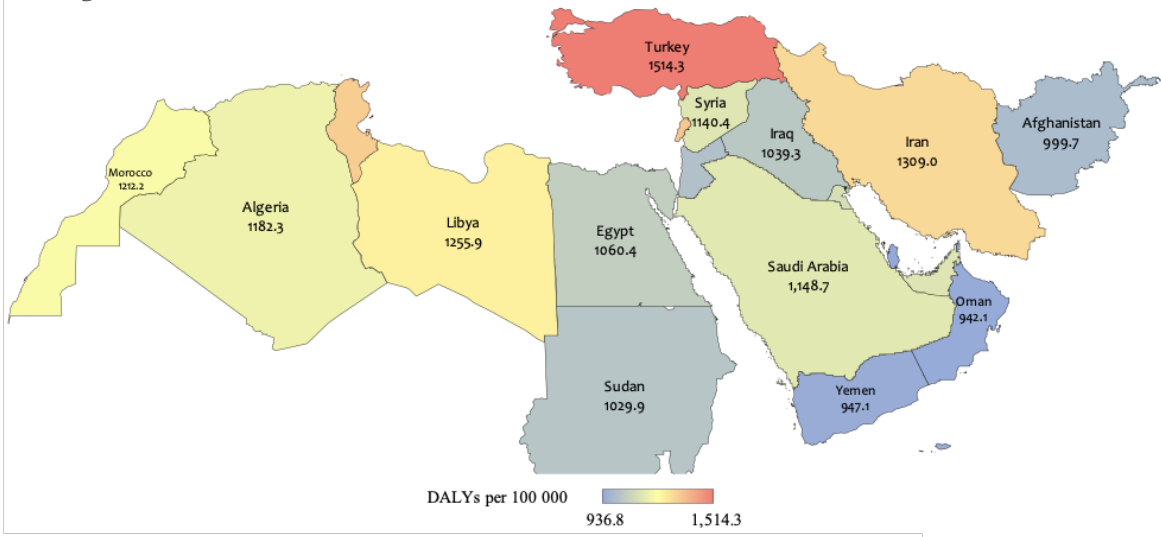 Turkey
1514.3
Syria
1140.4
Iraq
1039.3
Iran
1309.0
Afghanistan
999.7
Morocco
1212.2
Algeria
1182.3
Libya
1255.9
Egypt
1060.4
Saudi Arabia
1,148.7
Oman
942.1
Sudan
1029.9
Yemen
947.1
DALYs per 100 000
936.8
1,514.3